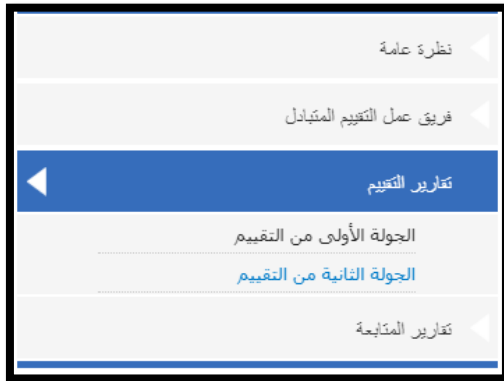 نظرة عامة
فريق عمل التقييم المتبادل
تقارير التقييم
الجولة الأولى من التقييم
الجولة الثانية من التقييم
تقارير المتابعة